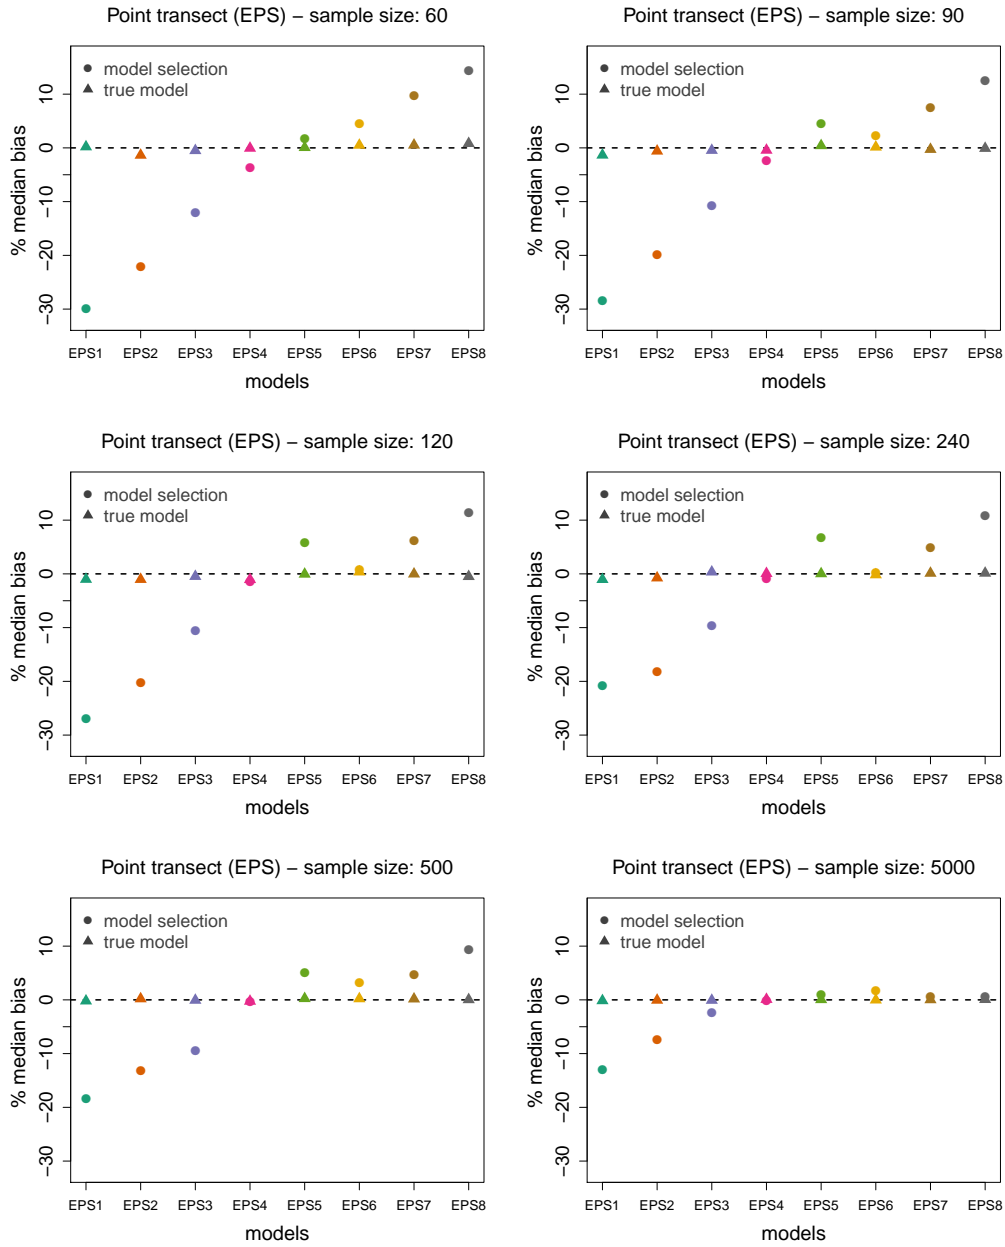 Point transect (EPS) – sample size: 60
model selection
true model
% median bias
10
0
−10
−20
−30
EPS1 EPS2 EPS3 EPS4 EPS5 EPS6 EPS7 EPS8
models
Point transect (EPS) – sample size: 90
model selection
true model
% median bias
10
0
−10
−20
−30
EPS1 EPS2 EPS3 EPS4 EPS5 EPS6 EPS7 EPS8
models
Point transect (EPS) – sample size: 120
model selection
true model
% median bias
10
0
−10
−20
−30
EPS1 EPS2 EPS3 EPS4 EPS5 EPS6 EPS7 EPS8
models
Point transect (EPS) – sample size: 240
model selection
true model
% median bias
10
0
−10
−20
−30
EPS1 EPS2 EPS3 EPS4 EPS5 EPS6 EPS7 EPS8
models
Point transect (EPS) – sample size: 500
model selection
true model
% median bias
10
0
−10
−20
−30
EPS1 EPS2 EPS3 EPS4 EPS5 EPS6 EPS7 EPS8
models
Point transect (EPS) – sample size: 5000
model selection
true model
% median bias
10
0
−10
−20
−30
EPS1 EPS2 EPS3 EPS4 EPS5 EPS6 EPS7 EPS8
models